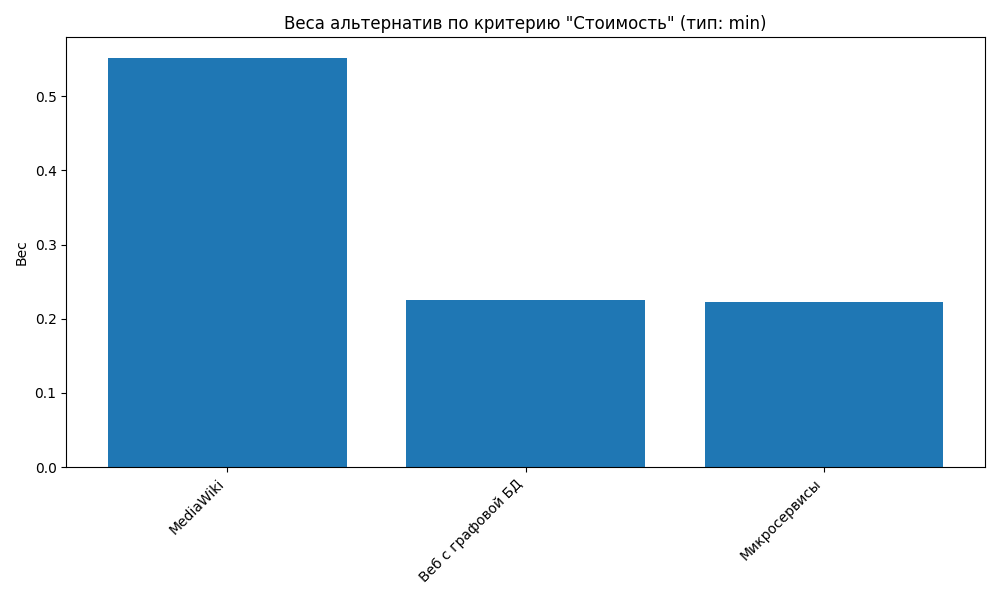 Веса альтернатив по критерию "Стоимость" (тип: min)
Вес
0.5
0.4
0.3
0.2
0.1
0.0
MediaWiki
Веб с графовой БД
Микросервисы